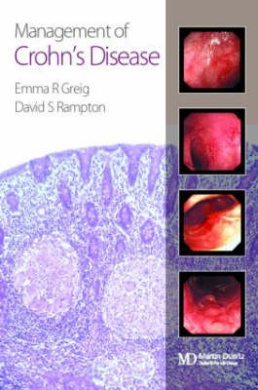 Management of
Crohn's Disease
Emma R Greig
David S Rampton
MD Martin Dunitz